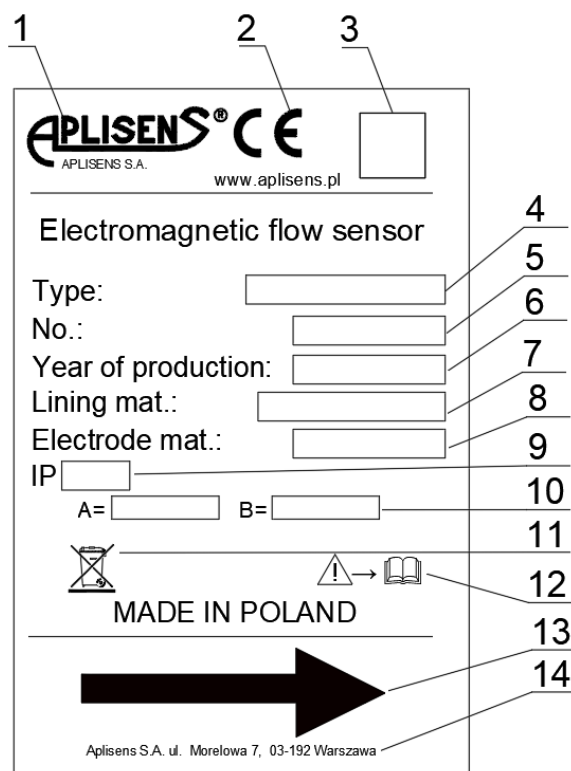 1 2 3
APLISENS® CE
APLISENS S.A.
www.aplisens.pl
Electromagnetic flow sensor
4
Type:
5
No.:
6
Year of production:
7
Lining mat.:
8
Electrode mat.:
9
IP
10
A= B=
11
12
MADE IN POLAND
13
14
Aplisens S.A. ul. Morelowa 7, 03-192 Warszawa